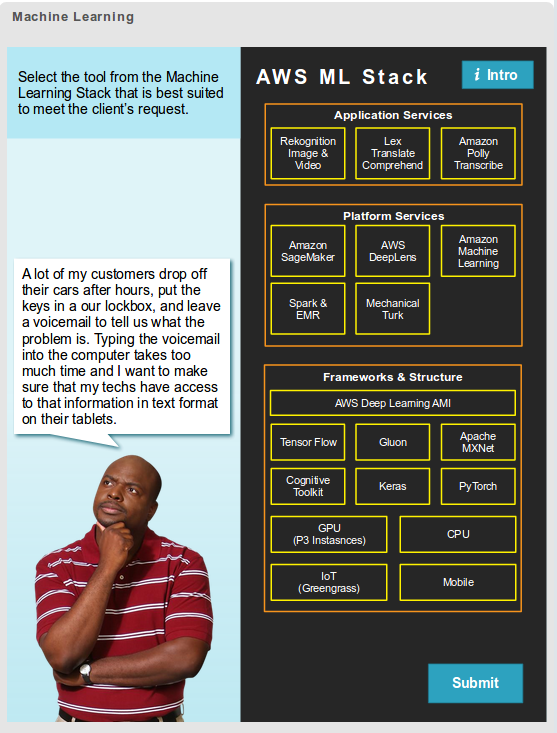 Machine Learning
Select the tool from the Machine
Learning Stack that is best suited
to meet the client's request.
A lot of my customers drop off
their cars after hours, put the
keys in a our lockbox, and leave
a voicemail to tell us what the
problem is. Typing the voicemail
into the computer takes too
much time and I want to make
sure that my techs have access
to that information in text format
on their tablets.
AWS ML Stack
i Intro
Application Services
Rekognition
Image &
Video
Lex
Translate
Comprehend
Amazon
Polly
Transcribe
Platform Services
Amazon
SageMaker
AWS
DeepLens
Amazon
Machine
Learning
Spark &
EMR
Mechanical
Turk
Frameworks & Structure
AWS Deep Learning AMI
Tensor Flow
Gluon
Apache
MXNet
Cognitive
Toolkit
Keras
PyTorch
GPU
(P3 Instasnces)
CPU
IoT
(Greengrass)
Mobile
Submit